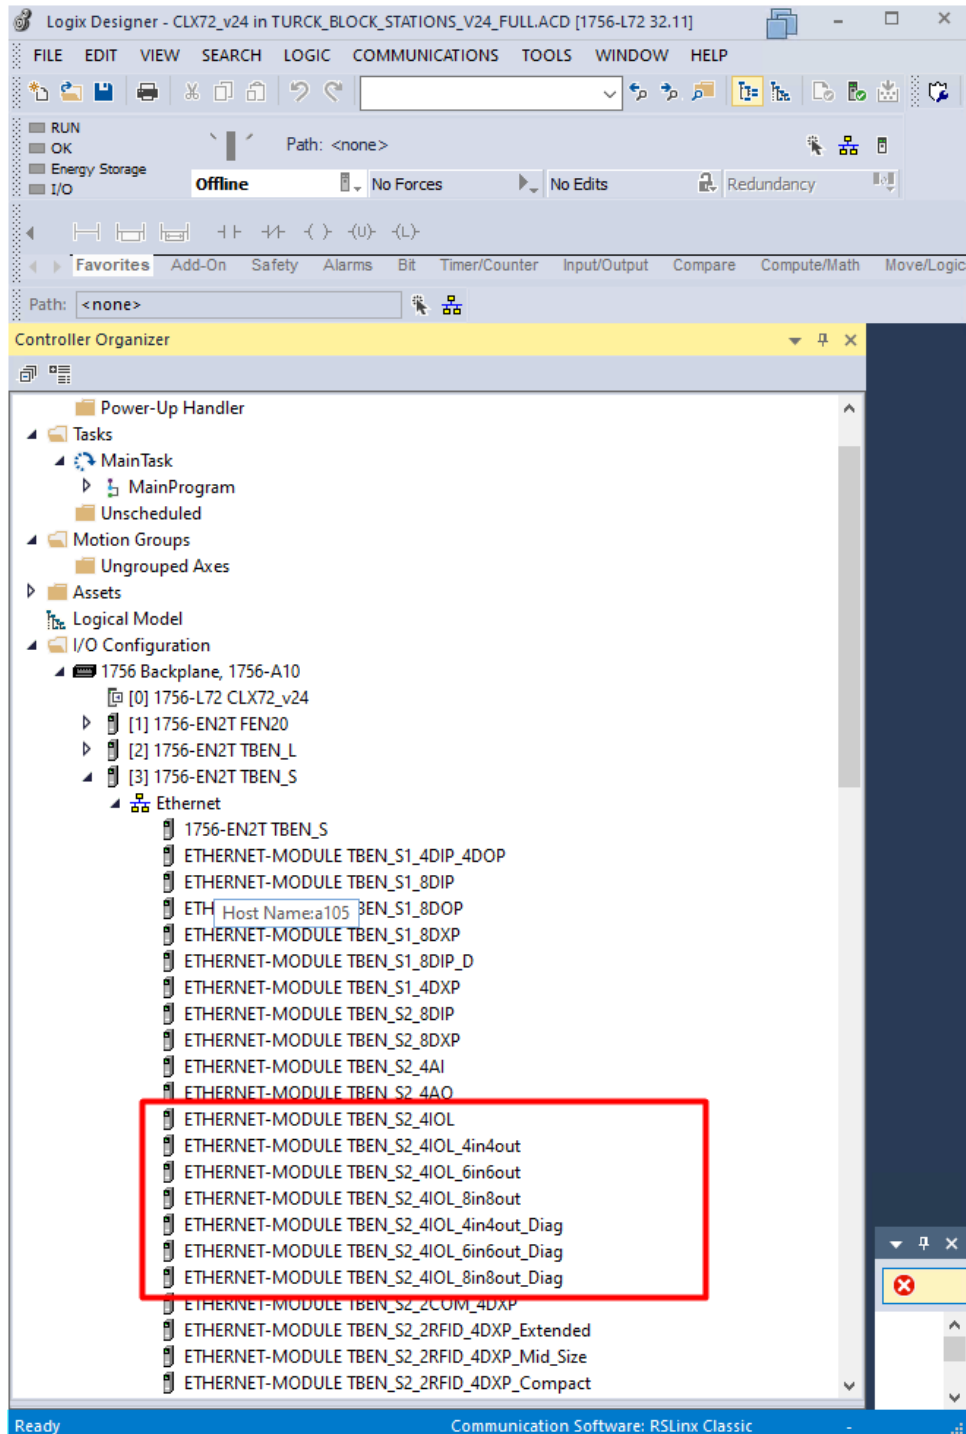 Logix Designer - CLX72_v24 in TURCK_BLOCK_STATIONS_V24_FULL.ACD [1756-L72 32.11]
FILE EDIT VIEW SEARCH LOGIC COMMUNICATIONS TOOLS WINDOW HELP
RUN
OK
Energy Storage
I/O
Path: <none>
Offline No Forces No Edits Redundancy
Favorites Add-On Safety Alarms Bit Timer/Counter Input/Output Compare Compute/Math Move/Logic
Path: <none>
Controller Organizer
Power-Up Handler
Tasks
MainTask
MainProgram
Unscheduled
Motion Groups
Ungrouped Axes
Assets
Logical Model
I/O Configuration
1756 Backplane, 1756-A10
[0] 1756-L72 CLX72_v24
[1] 1756-EN2T FEN20
[2] 1756-EN2T TBEN_L
[3] 1756-EN2T TBEN_S
Ethernet
1756-EN2T TBEN_S
ETHERNET-MODULE TBEN_S1_4DIP_4DOP
ETHERNET-MODULE TBEN_S1_8DIP
ETH Host Name:a105 BEN_S1_8DOP
ETHERNET-MODULE TBEN_S1_8DXP
ETHERNET-MODULE TBEN_S1_8DIP_D
ETHERNET-MODULE TBEN_S1_4DXP
ETHERNET-MODULE TBEN_S2_8DIP
ETHERNET-MODULE TBEN_S2_8DXP
ETHERNET-MODULE TBEN_S2_4AI
ETHERNET-MODULE TBEN_S2_4AO
ETHERNET-MODULE TBEN_S2_4IOL
ETHERNET-MODULE TBEN_S2_4IOL_4in4out
ETHERNET-MODULE TBEN_S2_4IOL_6in6out
ETHERNET-MODULE TBEN_S2_4IOL_8in8out
ETHERNET-MODULE TBEN_S2_4IOL_4in4out_Diag
ETHERNET-MODULE TBEN_S2_4IOL_6in6out_Diag
ETHERNET-MODULE TBEN_S2_4IOL_8in8out_Diag
ETHERNET-MODULE TBEN_S2_2COM_4DXP
ETHERNET-MODULE TBEN_S2_2RFID_4DXP_Extended
ETHERNET-MODULE TBEN_S2_2RFID_4DXP_Mid_Size
ETHERNET-MODULE TBEN_S2_2RFID_4DXP_Compact
Ready Communication Software: RSLinx Classic -